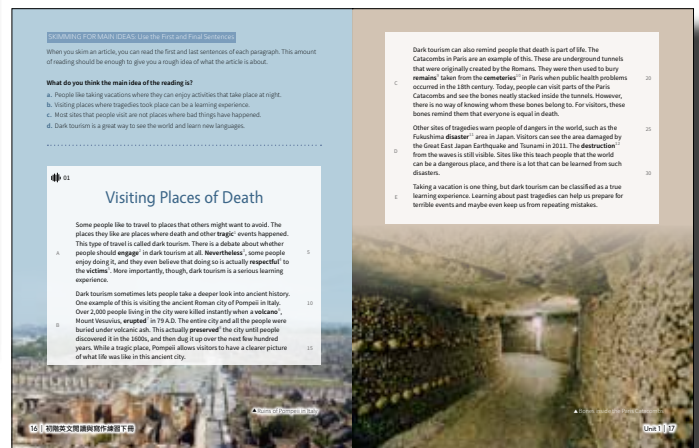 SKIMMING FOR MAIN IDEAS: Use the First and Final Sentences
When you skim an article, you can read the first and last sentences of each paragraph. This amount
of reading should be enough to give you a rough idea of what the article is about.
What do you think the main idea of the reading is?
a. People like taking vacations where they can enjoy activities that take place at night.
b. Visiting places where tragedies took place can be a learning experience.
c. Most sites that people visit are not places where bad things have happened.
d. Dark tourism is a great way to see the world and learn new languages.
01
Visiting Places of Death
Some people like to travel to places that others might want to avoid. The
places they like are places where death and other tragic¹ events happened.
This type of travel is called dark tourism. There is a debate about whether
A people should engage² in dark tourism at all. Nevertheless³, some people 5
enjoy doing it, and they even believe that doing so is actually respectful⁴ to
the victims⁵. More importantly, though, dark tourism is a serious learning
experience.
Dark tourism sometimes lets people take a deeper look into ancient history.
One example of this is visiting the ancient Roman city of Pompeii in Italy. 10
Over 2,000 people living in the city were killed instantly when a volcano⁶,
Mount Vesuvius, erupted⁷ in 79 A.D. The entire city and all the people were
B buried under volcanic ash. This actually preserved⁸ the city until people
discovered it in the 1600s, and then dug it up over the next few hundred
years. While a tragic place, Pompeii allows visitors to have a clearer picture 15
of what life was like in this ancient city.
▲ Ruins of Pompeii in Italy
16 | 初階英文閱讀與寫作練習下冊
Dark tourism can also remind people that death is part of life. The
Catacombs in Paris are an example of this. These are underground tunnels
that were originally created by the Romans. They were then used to bury
C remains⁹ taken from the cemeteries¹⁰ in Paris when public health problems 20
occurred in the 18th century. Today, people can visit parts of the Paris
Catacombs and see the bones neatly stacked inside the tunnels. However,
there is no way of knowing whom these bones belong to. For visitors, these
bones remind them that everyone is equal in death.
Other sites of tragedies warn people of dangers in the world, such as the 25
Fukushima disaster¹¹ area in Japan. Visitors can see the area damaged by
the Great East Japan Earthquake and Tsunami in 2011. The destruction¹²
D from the waves is still visible. Sites like this teach people that the world
can be a dangerous place, and there is a lot that can be learned from such
disasters. 30
Taking a vacation is one thing, but dark tourism can be classified as a true
E learning experience. Learning about past tragedies can help us prepare for
terrible events and maybe even keep us from repeating mistakes.
▲ Bones inside the Paris Catacombs
Unit 1 | 17